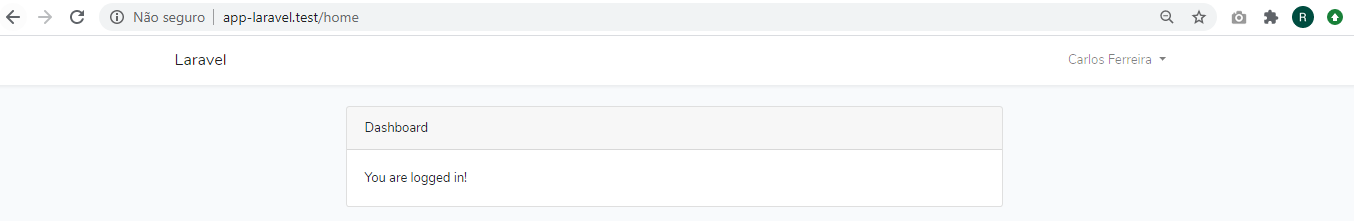 Não seguro | app-laravel.test/home
R
Laravel
Carlos Ferreira
Dashboard
You are logged in!